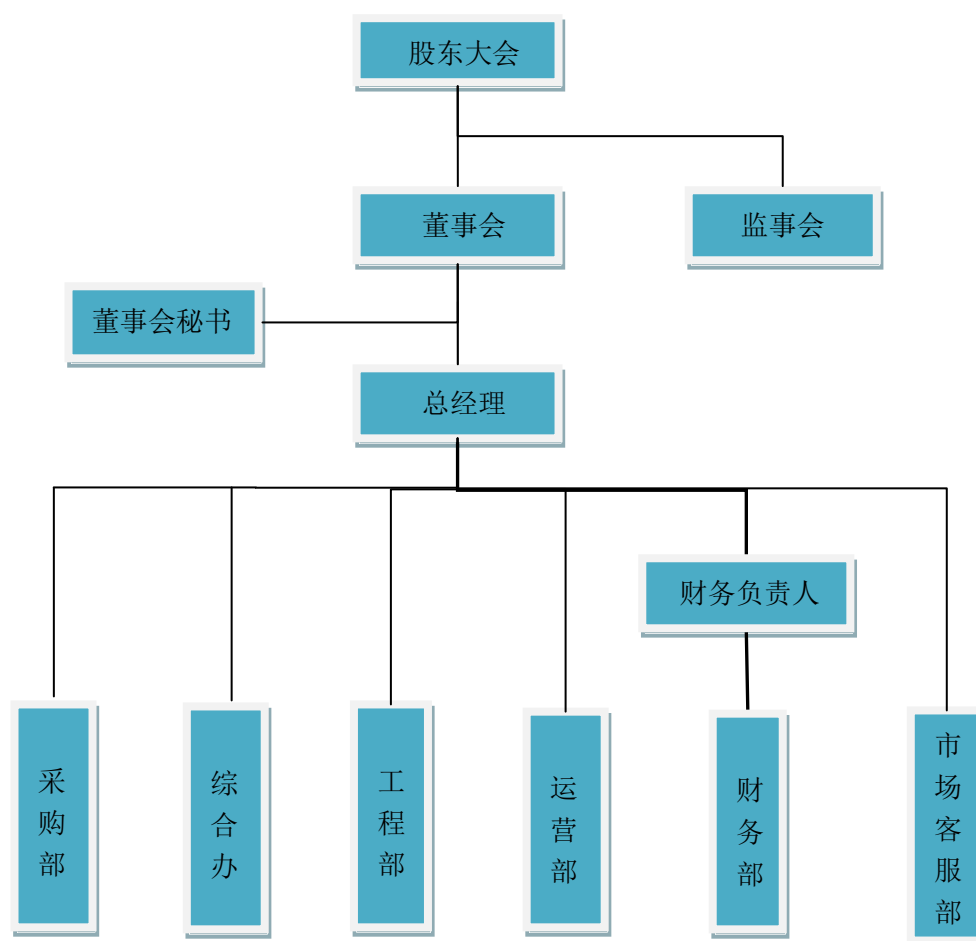 股东大会
董事会
监事会
董事会秘书
总经理
财务负责人
采购部
综合办
工程部
运营部
财务部
市场客服部